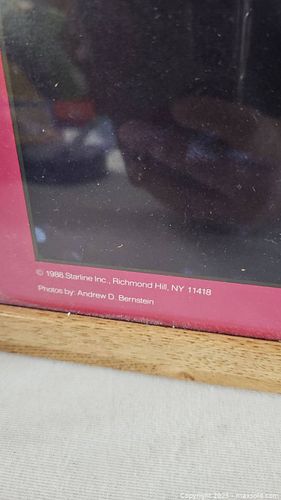 © 1988 Starline Inc., Richmond Hill, NY 11418
Photos by: Andrew D. Bernstein
Copyright 2023 - maxsold.com